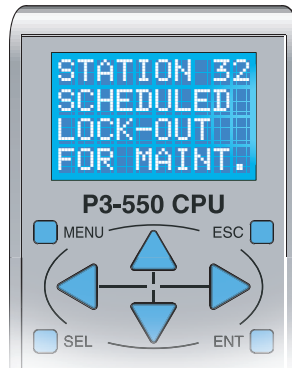 STATION 32
SCHEDULED
LOCK-OUT
FOR MAINT.
P3-550 CPU
MENU
ESC
SEL
ENT